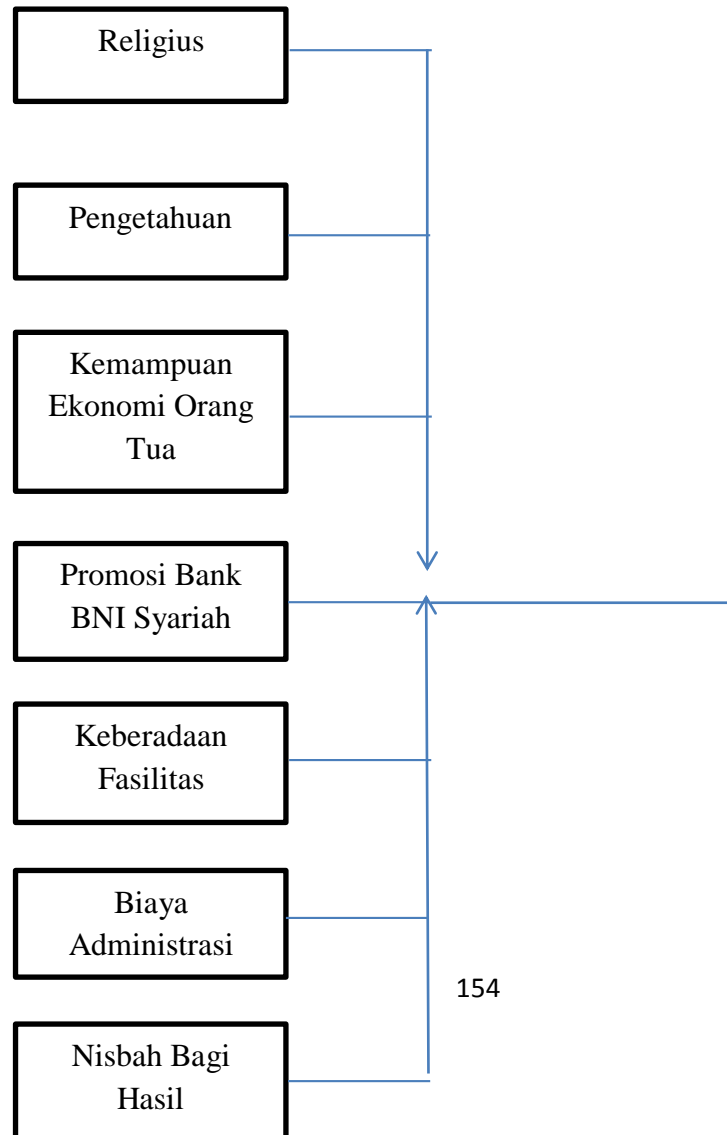 Religius
Pengetahuan
Kemampuan
Ekonomi Orang
Tua
Promosi Bank
BNI Syariah
Keberadaan
Fasilitas
Biaya
Administrasi
154
Nisbah Bagi
Hasil